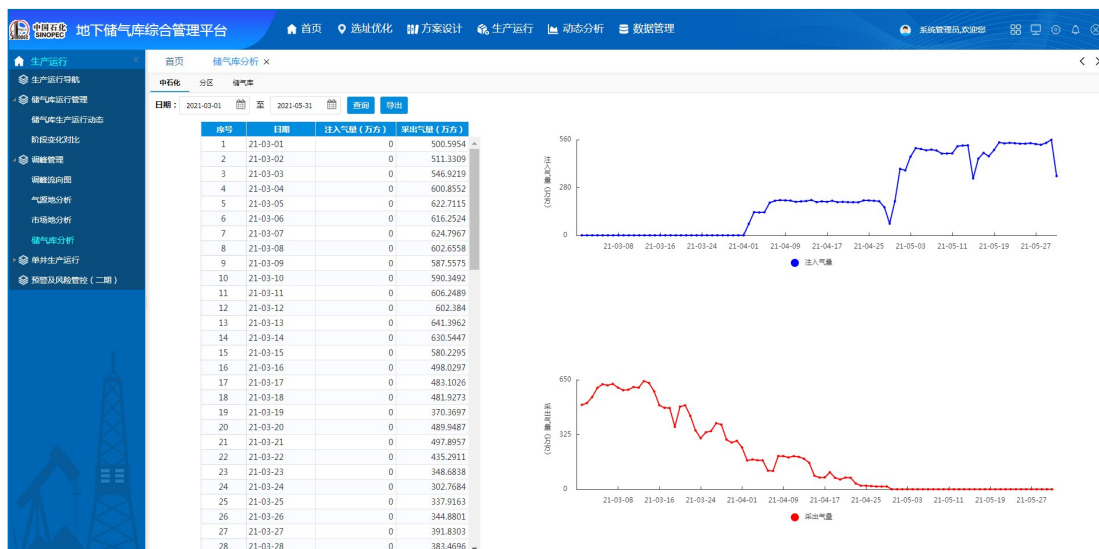 中国石化 SINOPEC 地下储气库综合管理平台 首页 选址优化 方案设计 生产运行 动态分析 数据管理 系统管理员,欢迎您
生产运行 首页 储气库分析 ×
生产运行导航 中石化 分区 储气库
储气库运行管理 日期： 2021-03-01 至 2021-05-31 查询 导出
储气库生产运行动态
阶段变化对比
调峰管理
调峰流向图
气源地分析
市场地分析
储气库分析
单井生产运行
预警及风险管控（二期）
序号 日期 注入气量（万方） 采出气量（万方）
1 21-03-01 0 500.5954
2 21-03-02 0 511.3309
3 21-03-03 0 546.9219
4 21-03-04 0 600.8552
5 21-03-05 0 622.7115
6 21-03-06 0 616.2524
7 21-03-07 0 624.7967
8 21-03-08 0 602.6558
9 21-03-09 0 587.5575
10 21-03-10 0 590.3492
11 21-03-11 0 606.2489
12 21-03-12 0 602.384
13 21-03-13 0 641.3962
14 21-03-14 0 630.5447
15 21-03-15 0 580.2295
16 21-03-16 0 498.0297
17 21-03-17 0 483.1026
18 21-03-18 0 481.9273
19 21-03-19 0 370.3697
20 21-03-20 0 489.9487
21 21-03-21 0 497.8957
22 21-03-22 0 435.2911
23 21-03-23 0 348.6838
24 21-03-24 0 302.7684
25 21-03-25 0 337.9163
26 21-03-26 0 344.8801
27 21-03-27 0 391.8303
28 21-03-28 0 383.4696
560
注入气量（万方）
280
0
21-03-08 21-03-16 21-03-24 21-04-01 21-04-09 21-04-17 21-04-25 21-05-03 21-05-11 21-05-19 21-05-27
注入气量
650
采出气量（万方）
325
0
21-03-08 21-03-16 21-03-24 21-04-01 21-04-09 21-04-17 21-04-25 21-05-03 21-05-11 21-05-19 21-05-27
采出气量